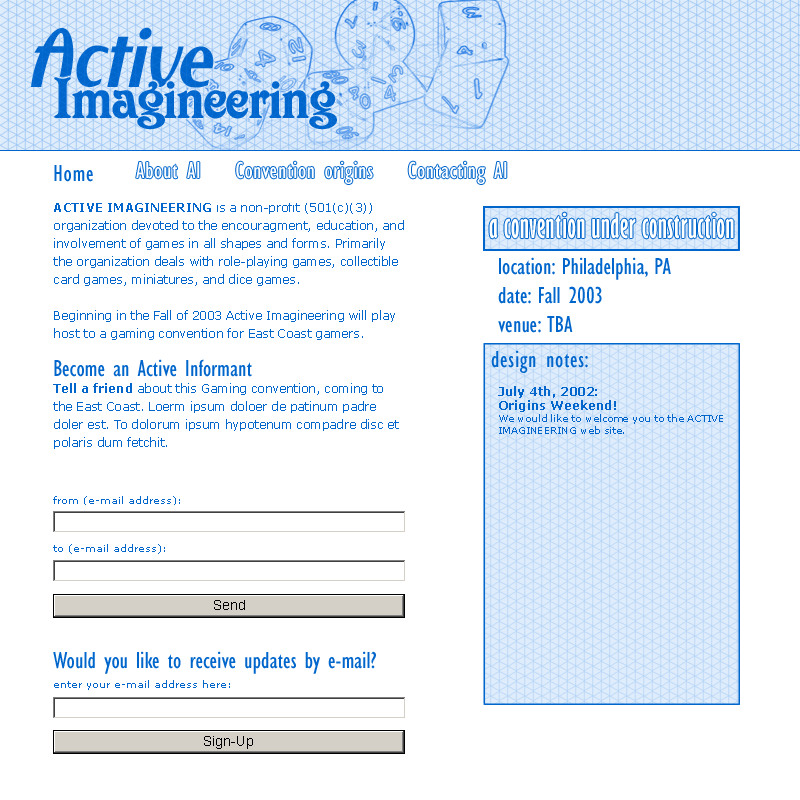 Active
Imagineering
Home About AI Convention origins Contacting AI
ACTIVE IMAGINEERING is a non-profit (501(c)(3))
organization devoted to the encouragment, education, and
involvement of games in all shapes and forms. Primarily
the organization deals with role-playing games, collectible
card games, miniatures, and dice games.
Beginning in the Fall of 2003 Active Imagineering will play
host to a gaming convention for East Coast gamers.
Become an Active Informant
Tell a friend about this Gaming convention, coming to
the East Coast. Loerm ipsum doloer de patinum padre
doler est. To dolorum ipsum hypotenum compadre disc et
polaris dum fetchit.
from (e-mail address):
to (e-mail address):
Send
Would you like to receive updates by e-mail?
enter your e-mail address here:
Sign-Up
a convention under construction
location: Philadelphia, PA
date: Fall 2003
venue: TBA
design notes:
July 4th, 2002:
Origins Weekend!
We would like to welcome you to the ACTIVE
IMAGINEERING web site.